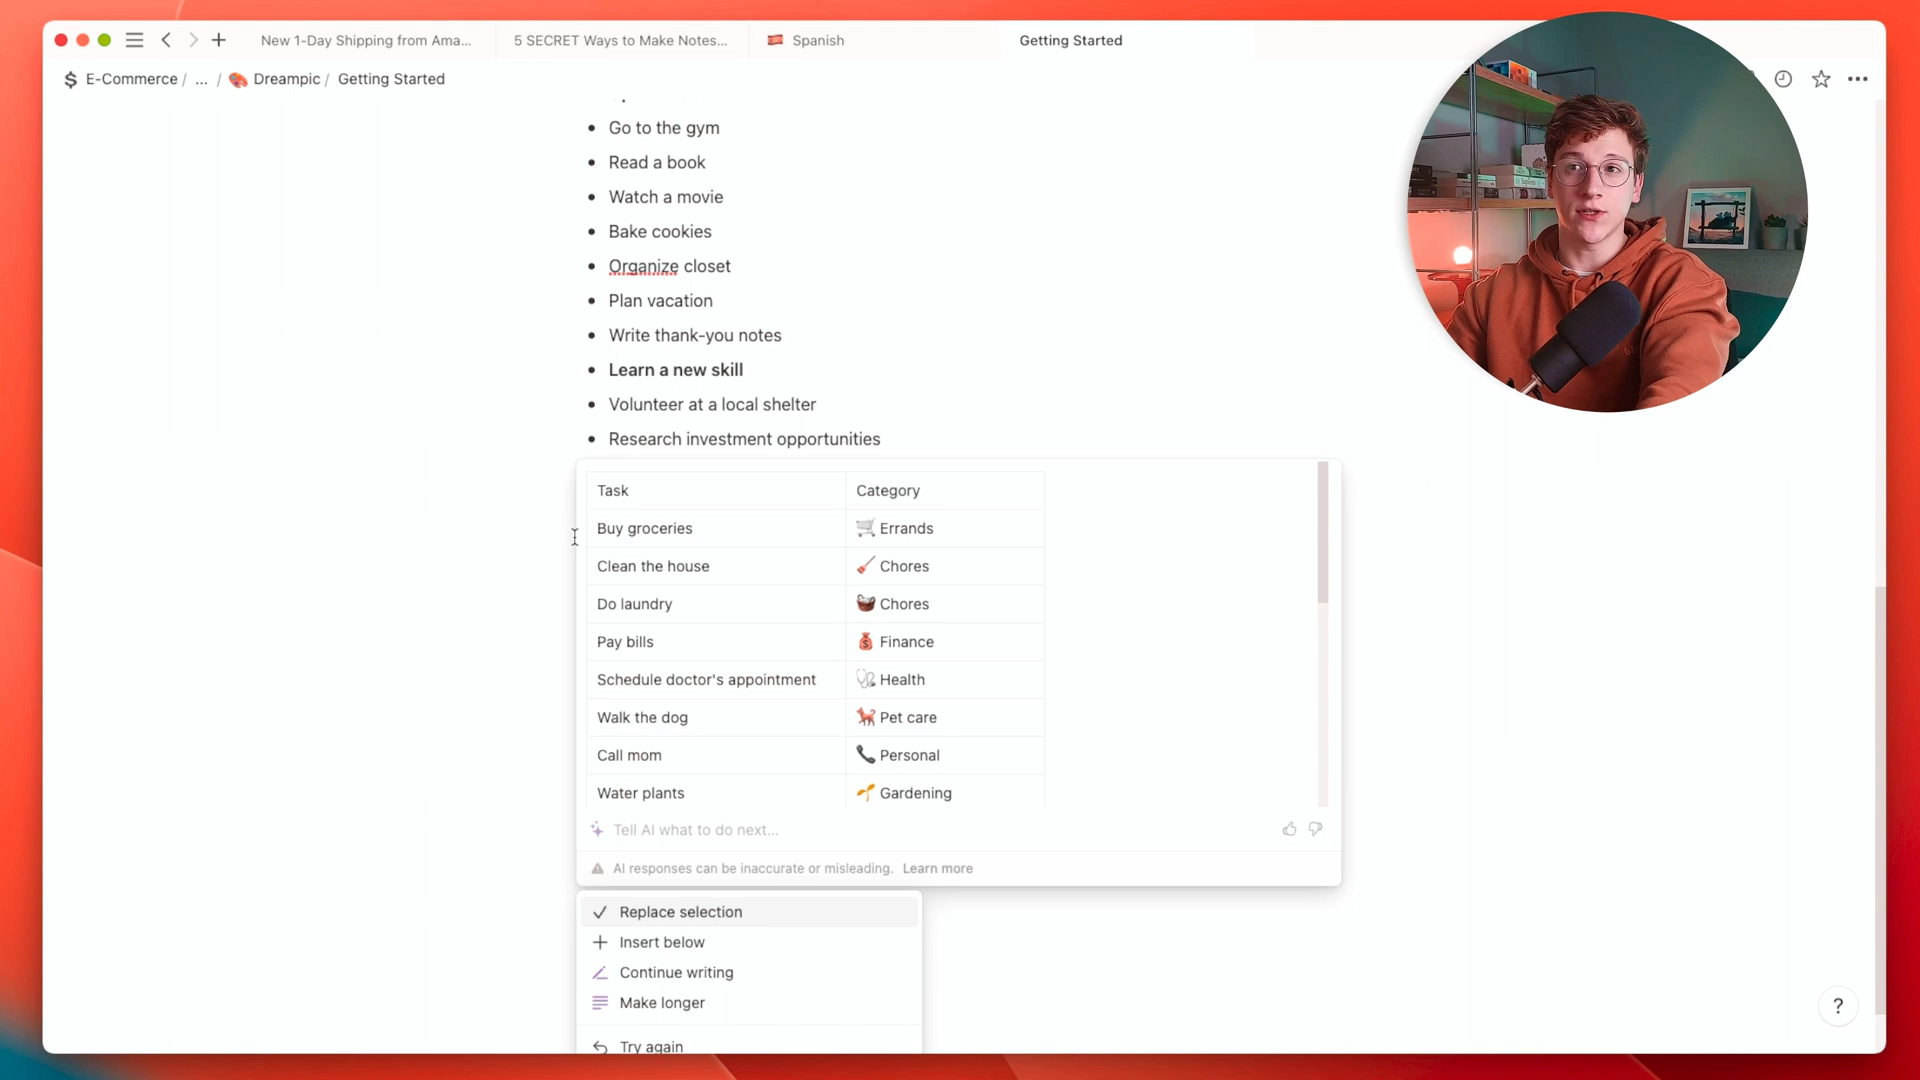 New 1-Day Shipping from Ama...
5 SECRET Ways to Make Notes...
Spanish
Getting Started
E-Commerce / ... / Dreampic / Getting Started
Go to the gym
Read a book
Watch a movie
Bake cookies
Organize closet
Plan vacation
Write thank-you notes
Learn a new skill
Volunteer at a local shelter
Research investment opportunities
Task Category
Buy groceries 🛒 Errands
Clean the house 🧹 Chores
Do laundry 🧺 Chores
Pay bills 💰 Finance
Schedule doctor's appointment 🩺 Health
Walk the dog 🐕 Pet care
Call mom 📞 Personal
Water plants 🌱 Gardening
Tell AI what to do next...
AI responses can be inaccurate or misleading. Learn more
Replace selection
Insert below
Continue writing
Make longer
Try again
?